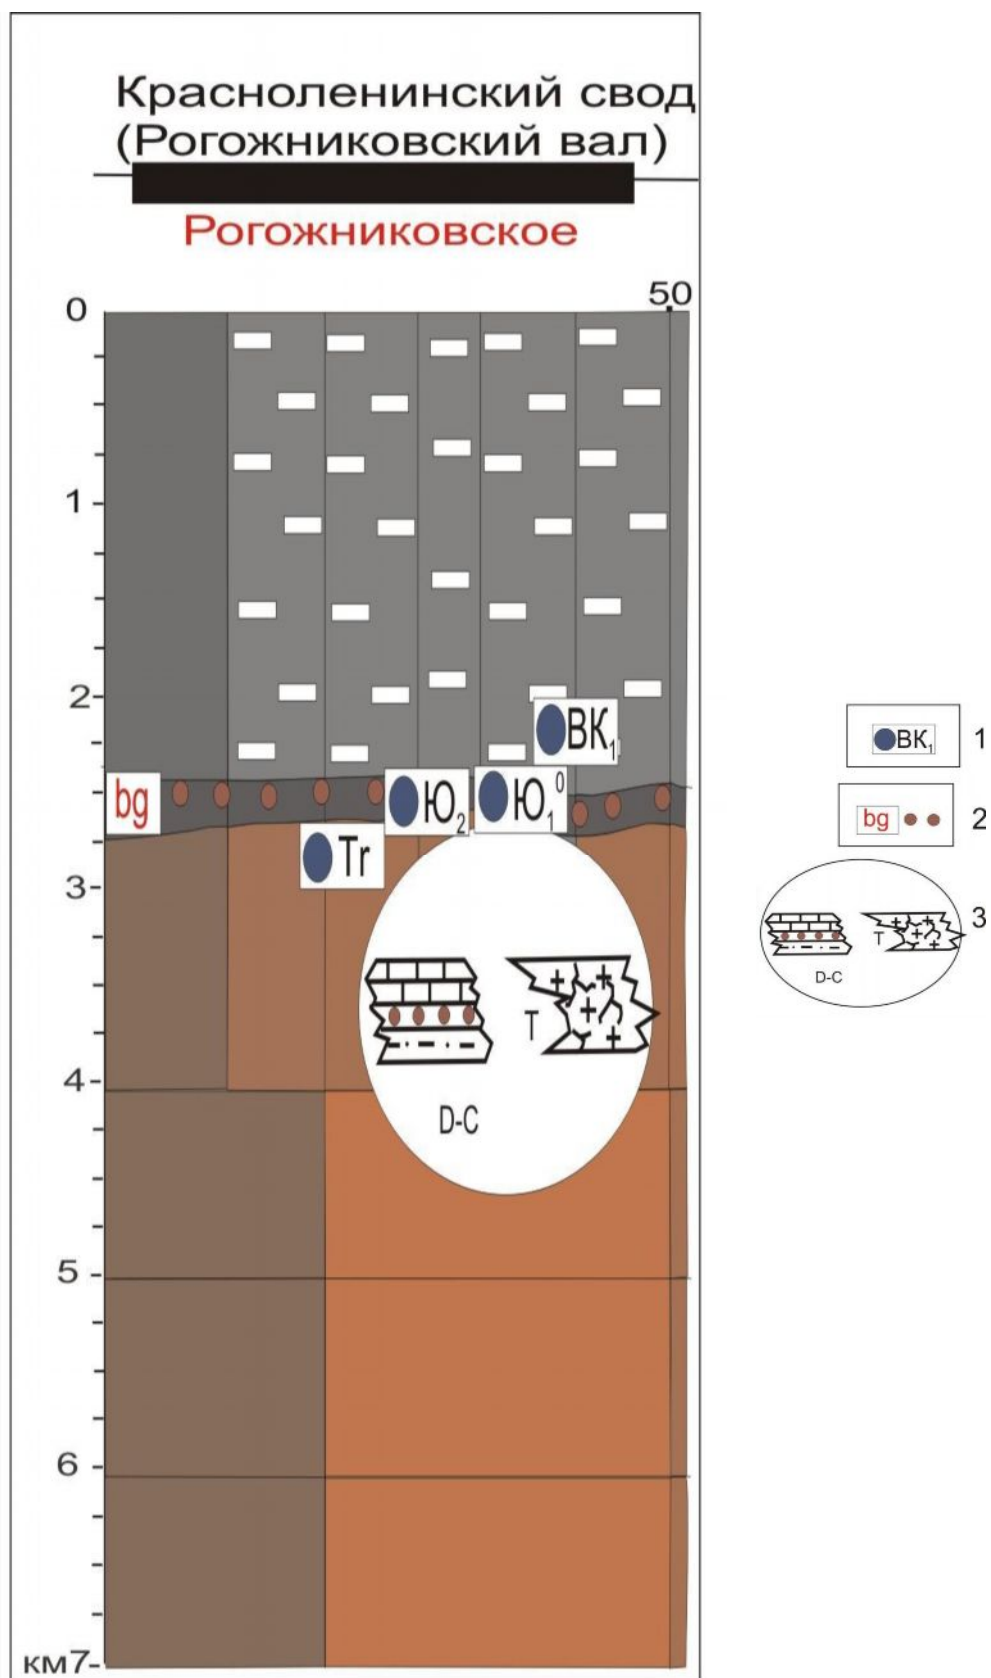 Красноленинский свод
(Рогожниковский вал)
Рогожниковское
0
50
1
2
ВК1
bg
Ю2
Ю1⁰
Tr
3
Т
D-C
4
5
6
км7
ВК1 1
bg 2
3
Т
D-C